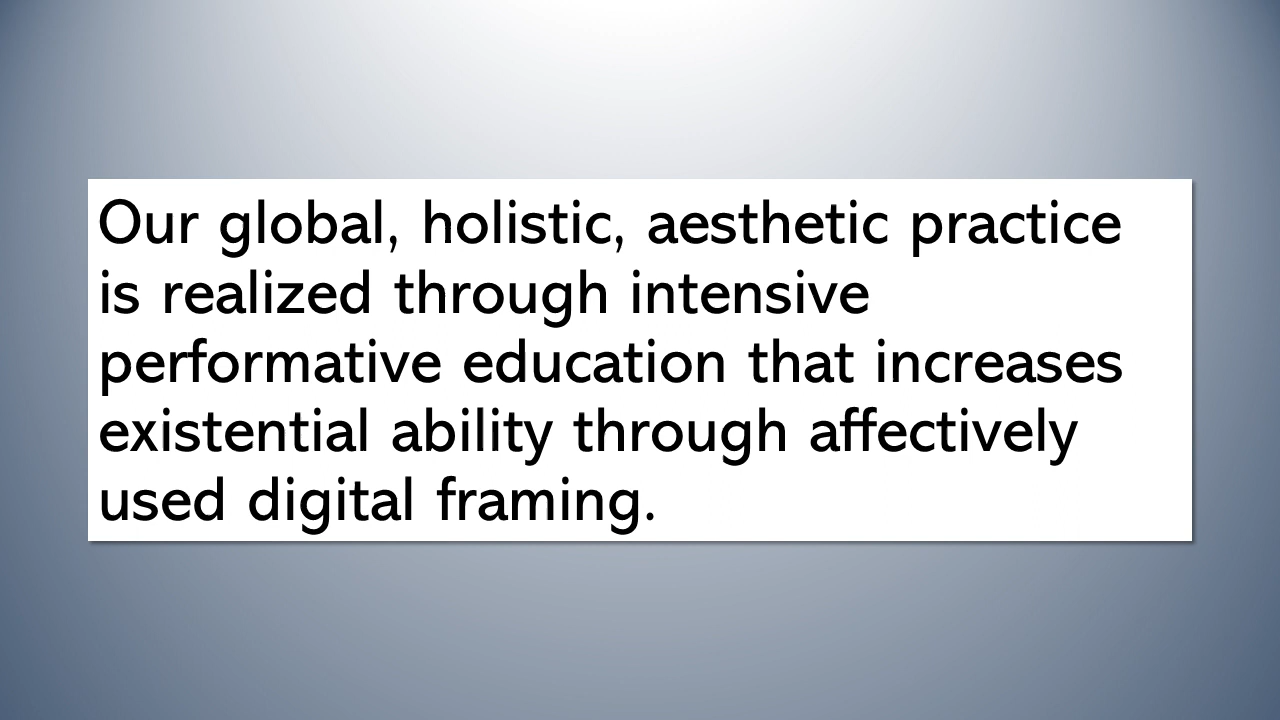 Our global, holistic, aesthetic practice
is realized through intensive
performative education that increases
existential ability through affectively
used digital framing.